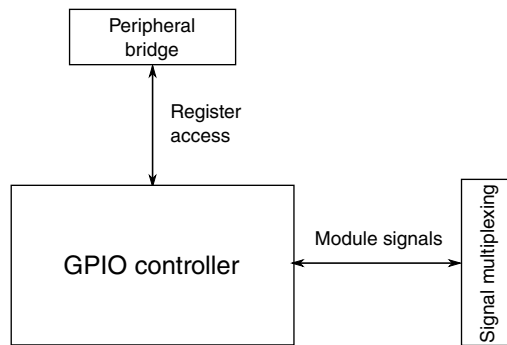 Peripheral
bridge
Register
access
GPIO controller
Module signals
Signal multiplexing